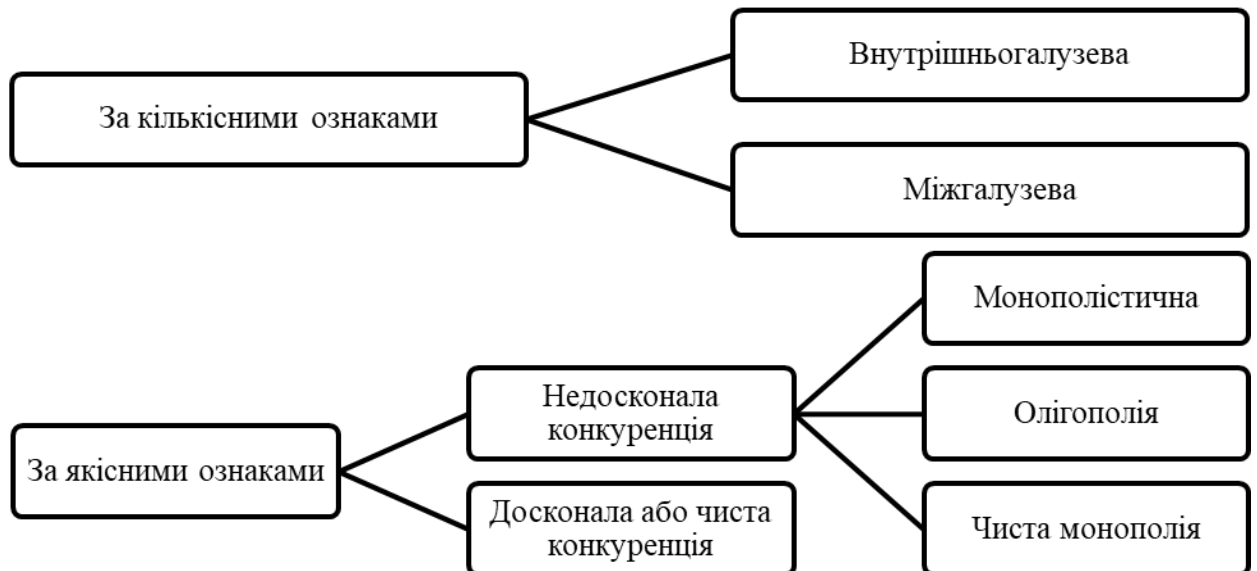 Внутрішньогалузева
За кількісними ознаками
Міжгалузева
Монополістична
Недосконала
конкуренція
Олігополія
За якісними ознаками
Досконала або чиста
конкуренція
Чиста монополія